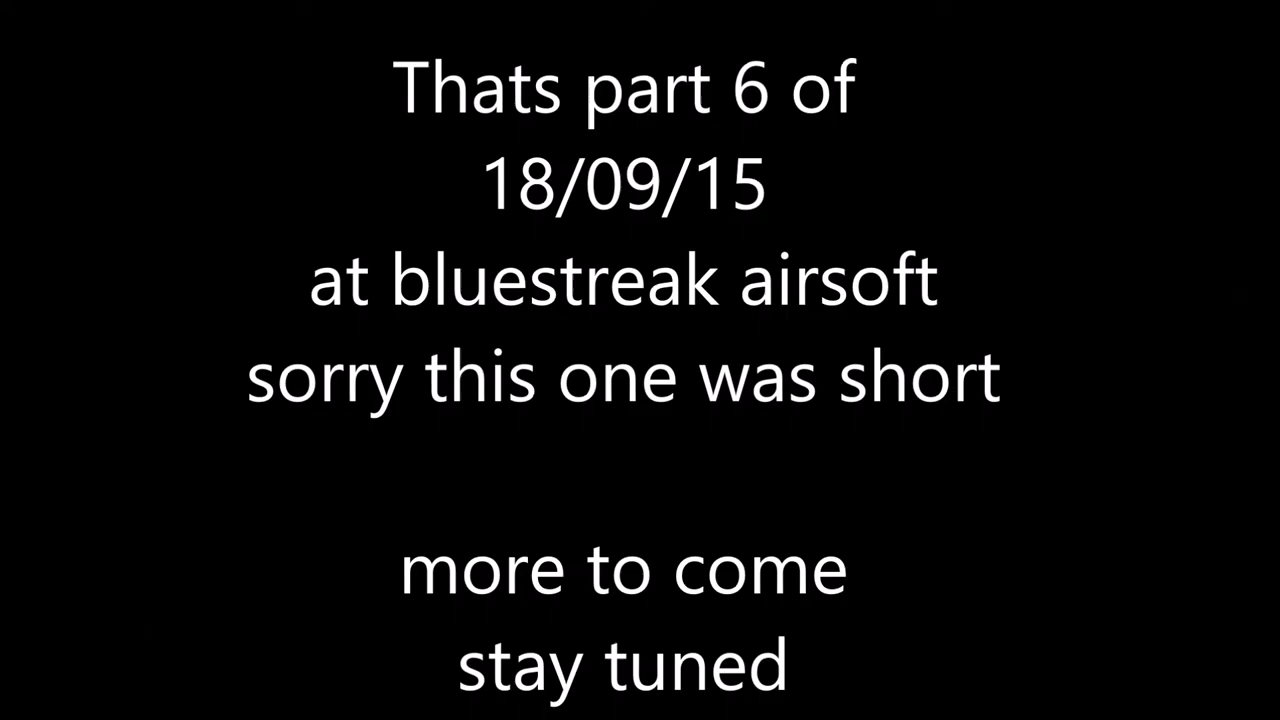 Thats part 6 of
18/09/15
at bluestreak airsoft
sorry this one was short
more to come
stay tuned